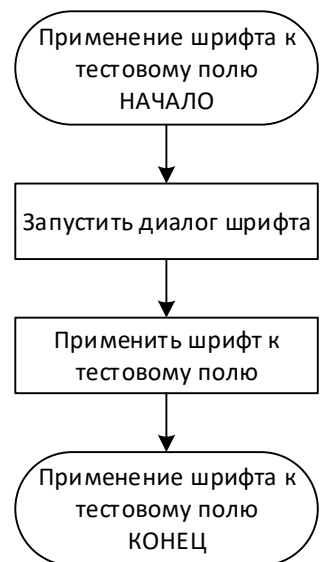 Применение шрифта к
тестовому полю
НАЧАЛО
Запустить диалог шрифта
Применить шрифт к
тестовому полю
Применение шрифта к
тестовому полю
КОНЕЦ